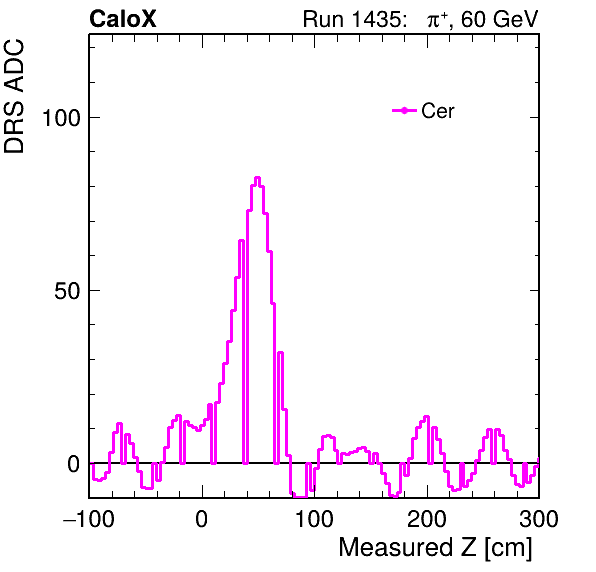 CaloX Run 1435: π⁺, 60 GeV
DRS ADC
Cer
100
50
0
−100 0 100 200 300
Measured Z [cm]